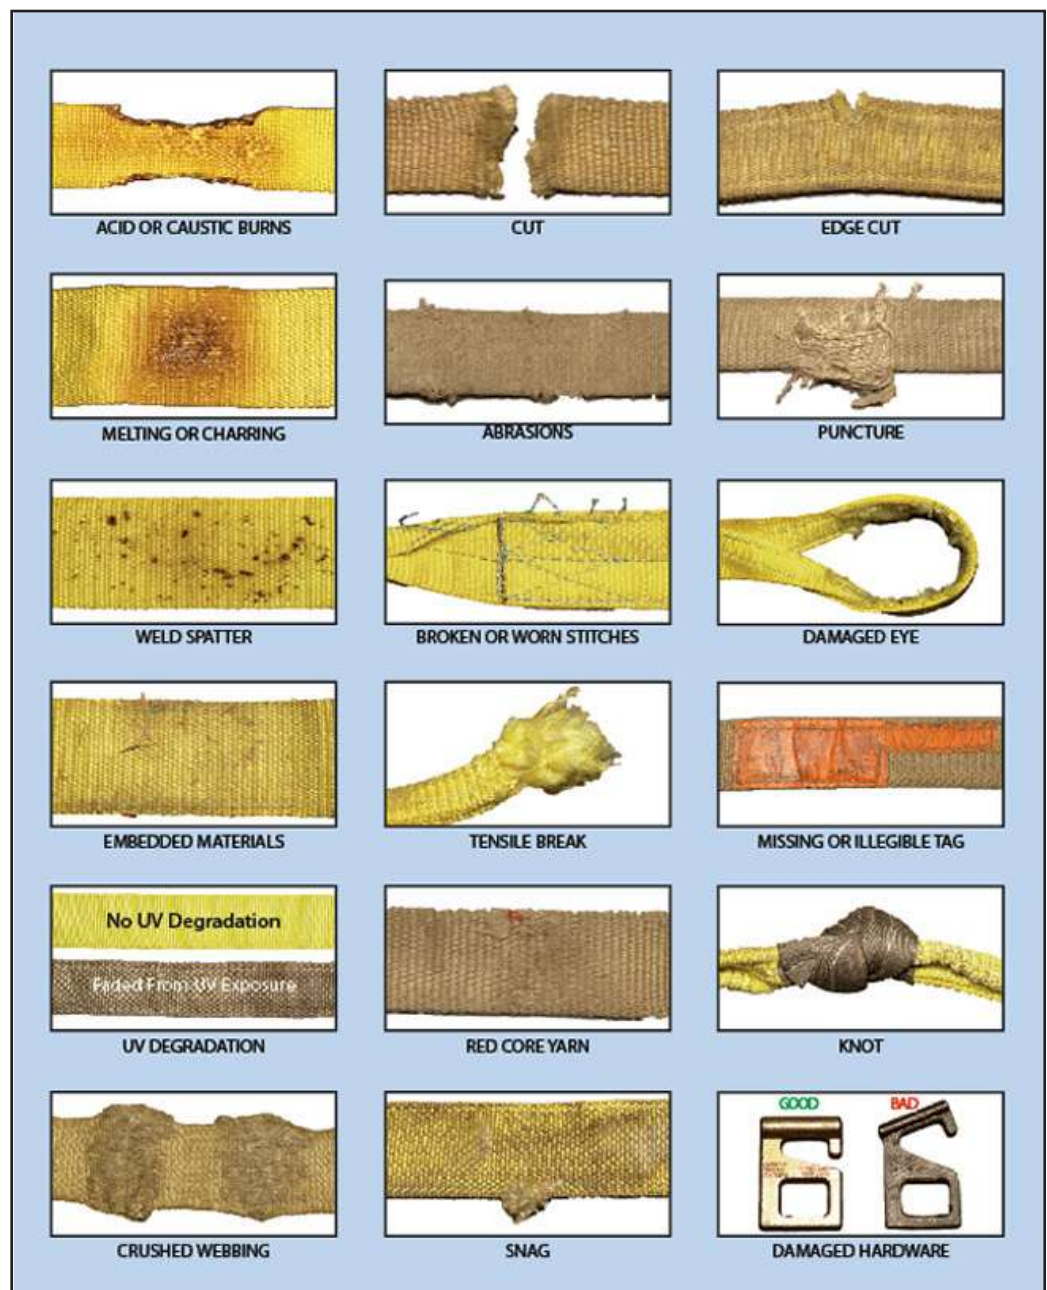 ACID OR CAUSTIC BURNS
CUT
EDGE CUT
MELTING OR CHARRING
ABRASIONS
PUNCTURE
WELD SPATTER
BROKEN OR WORN STITCHES
DAMAGED EYE
EMBEDDED MATERIALS
TENSILE BREAK
MISSING OR ILLEGIBLE TAG
No UV Degradation
Faded From UV Exposure
UV DEGRADATION
RED CORE YARN
KNOT
CRUSHED WEBBING
SNAG
GOOD
BAD
DAMAGED HARDWARE